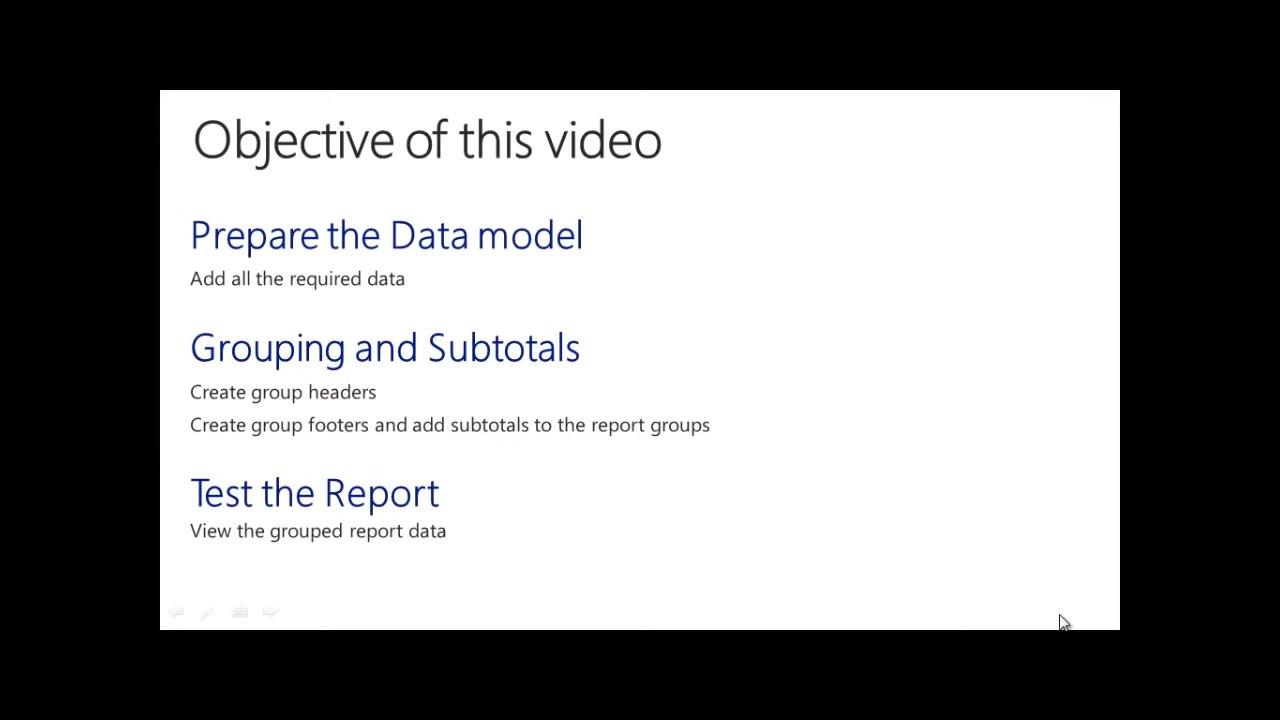 Objective of this video
Prepare the Data model
Add all the required data
Grouping and Subtotals
Create group headers
Create group footers and add subtotals to the report groups
Test the Report
View the grouped report data